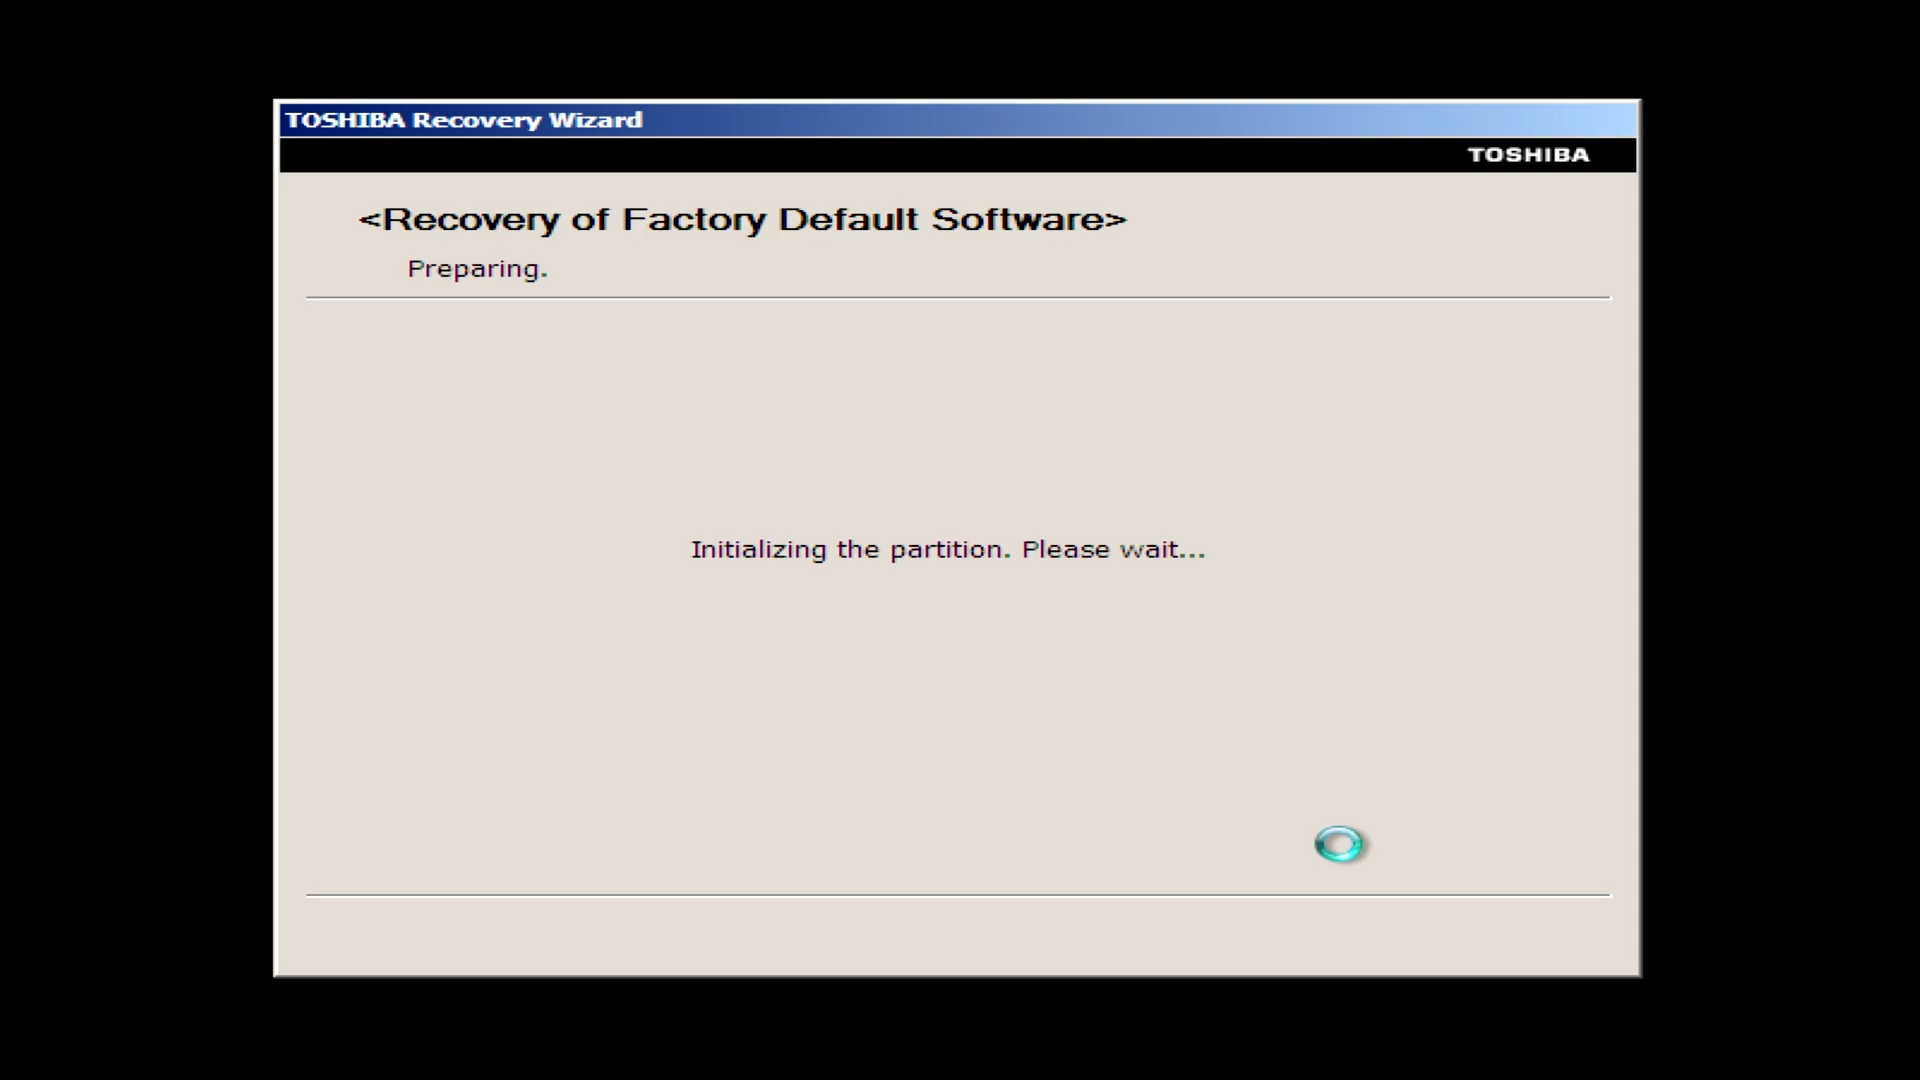 TOSHIBA Recovery Wizard
TOSHIBA
<Recovery of Factory Default Software>
Preparing.
Initializing the partition. Please wait...